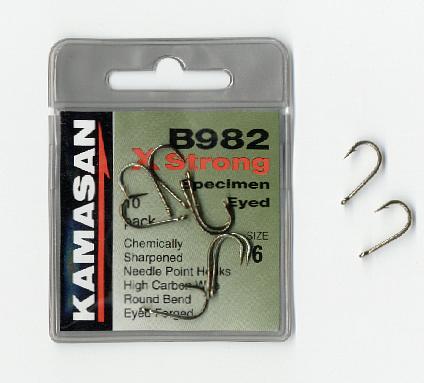 KAMASAN
B982
X Strong
Specimen
Eyed
10
pack
SIZE
6
Chemically
Sharpened
Needle Point Hooks
High Carbon Wire
Round Bend
Eyed Forged